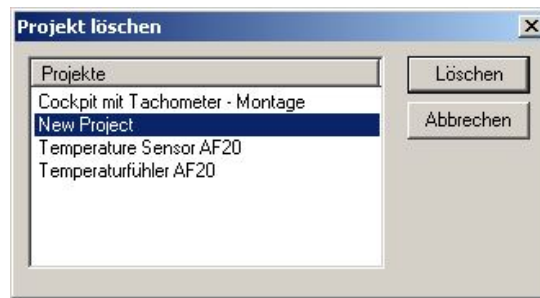 Projekt löschen
Projekte
Cockpit mit Tachometer - Montage
New Project
Temperature Sensor AF20
Temperaturfühler AF20
Löschen
Abbrechen